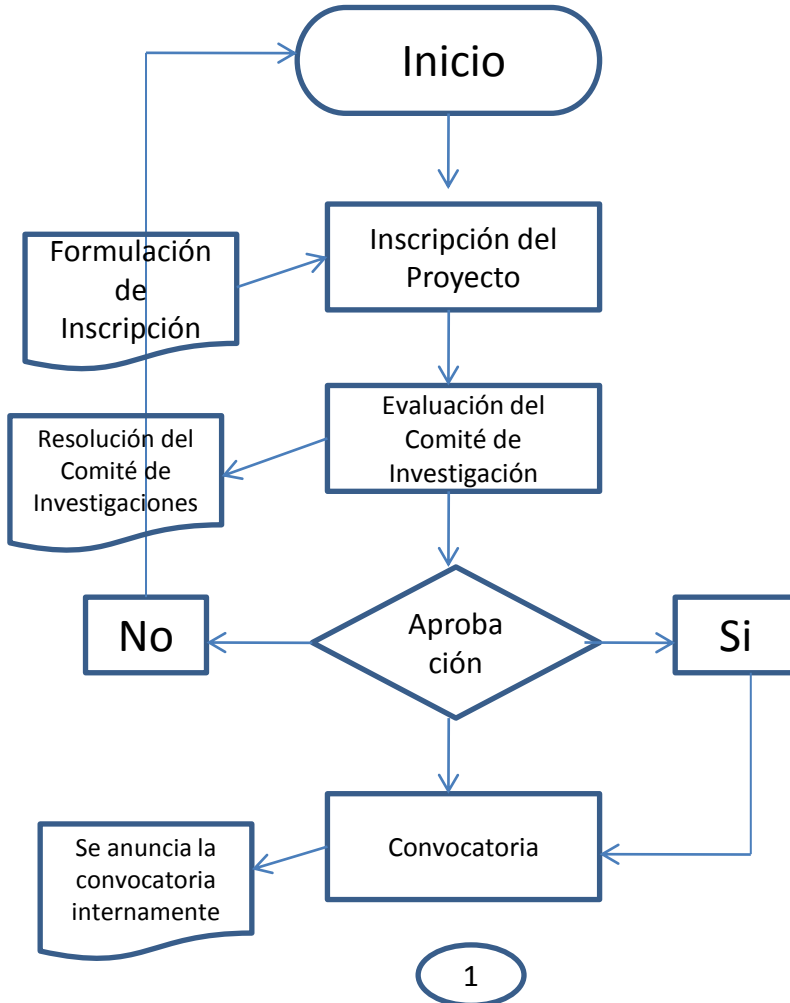 Inicio
Inscripción del
Proyecto
Formulación
de
Inscripción
Evaluación del
Comité de
Investigación
Resolución del
Comité de
Investigaciones
Aproba
ción
No
Si
Convocatoria
Se anuncia la
convocatoria
internamente
1